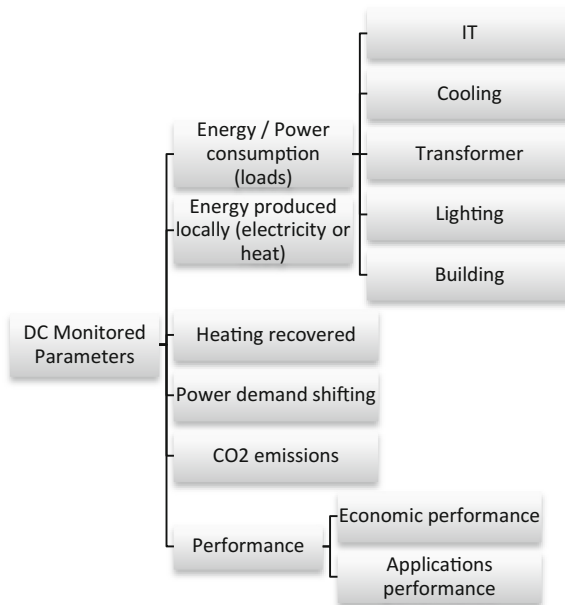 DC Monitored
Parameters
Energy / Power
consumption
(loads)
IT
Cooling
Transformer
Lighting
Building
Energy produced
locally (electricity or
heat)
Heating recovered
Power demand shifting
CO2 emissions
Performance
Economic performance
Applications
performance